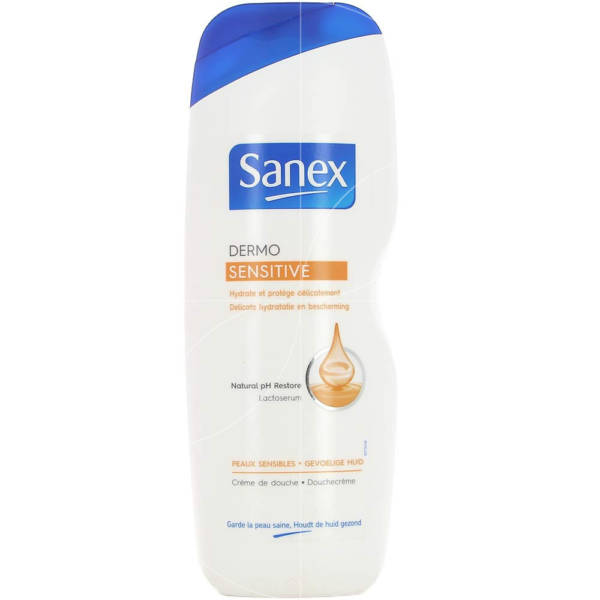 Sanex
DERMO
SENSITIVE
Hydrate et protège délicatement
Delicate hydratatie en bescherming
Natural pH Restore
Lactoserum
PEAUX SENSIBLES • GEVOELIGE HUID
Crème de douche • Douchecrème
Garde la peau saine, Houdt de huid gezond